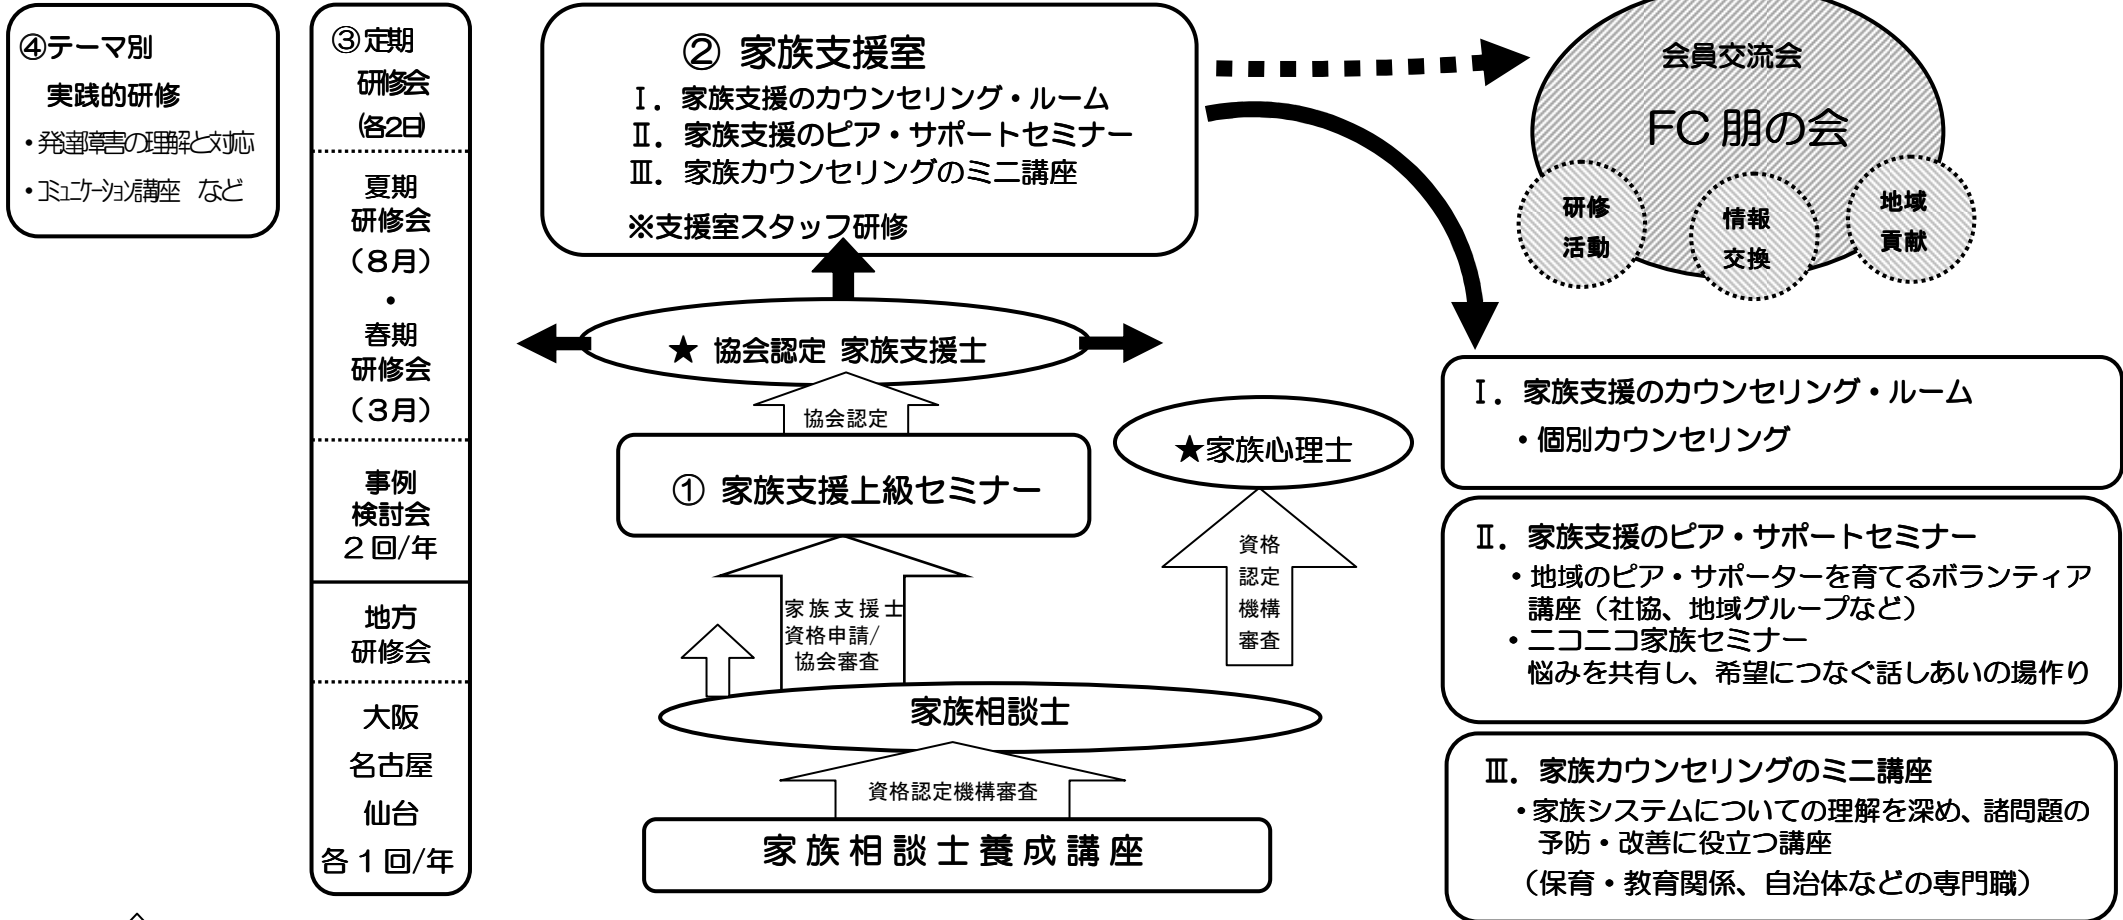 ④テーマ別
実践的研修
・発達障害の理解と対応
・コミュニケーション講座 など
③定期
研修会
(各2日)
夏期
研修会
（８月）
・
春期
研修会
（３月）
事例
検討会
２回/年
地方
研修会
大阪
名古屋
仙台
各１回/年
② 家族支援室
Ⅰ．家族支援のカウンセリング・ルーム
Ⅱ．家族支援のピア・サポートセミナー
Ⅲ．家族カウンセリングのミニ講座
※支援室スタッフ研修
★ 協会認定 家族支援士
協会認定
① 家族支援上級セミナー
家族支援士
資格申請/
協会審査
家族相談士
資格認定機構審査
家族相談士養成講座
★家族心理士
資格
認定
機構
審査
会員交流会
FC 朋の会
研修
活動
情報
交換
地域
貢献
Ⅰ．家族支援のカウンセリング・ルーム
・個別カウンセリング
Ⅱ．家族支援のピア・サポートセミナー
・地域のピア・サポーターを育てるボランティア
講座（社協、地域グループなど）
・ニコニコ家族セミナー
悩みを共有し、希望につなぐ話しあいの場作り
Ⅲ．家族カウンセリングのミニ講座
・家族システムについての理解を深め、諸問題の
予防・改善に役立つ講座
（保育・教育関係、自治体などの専門職）